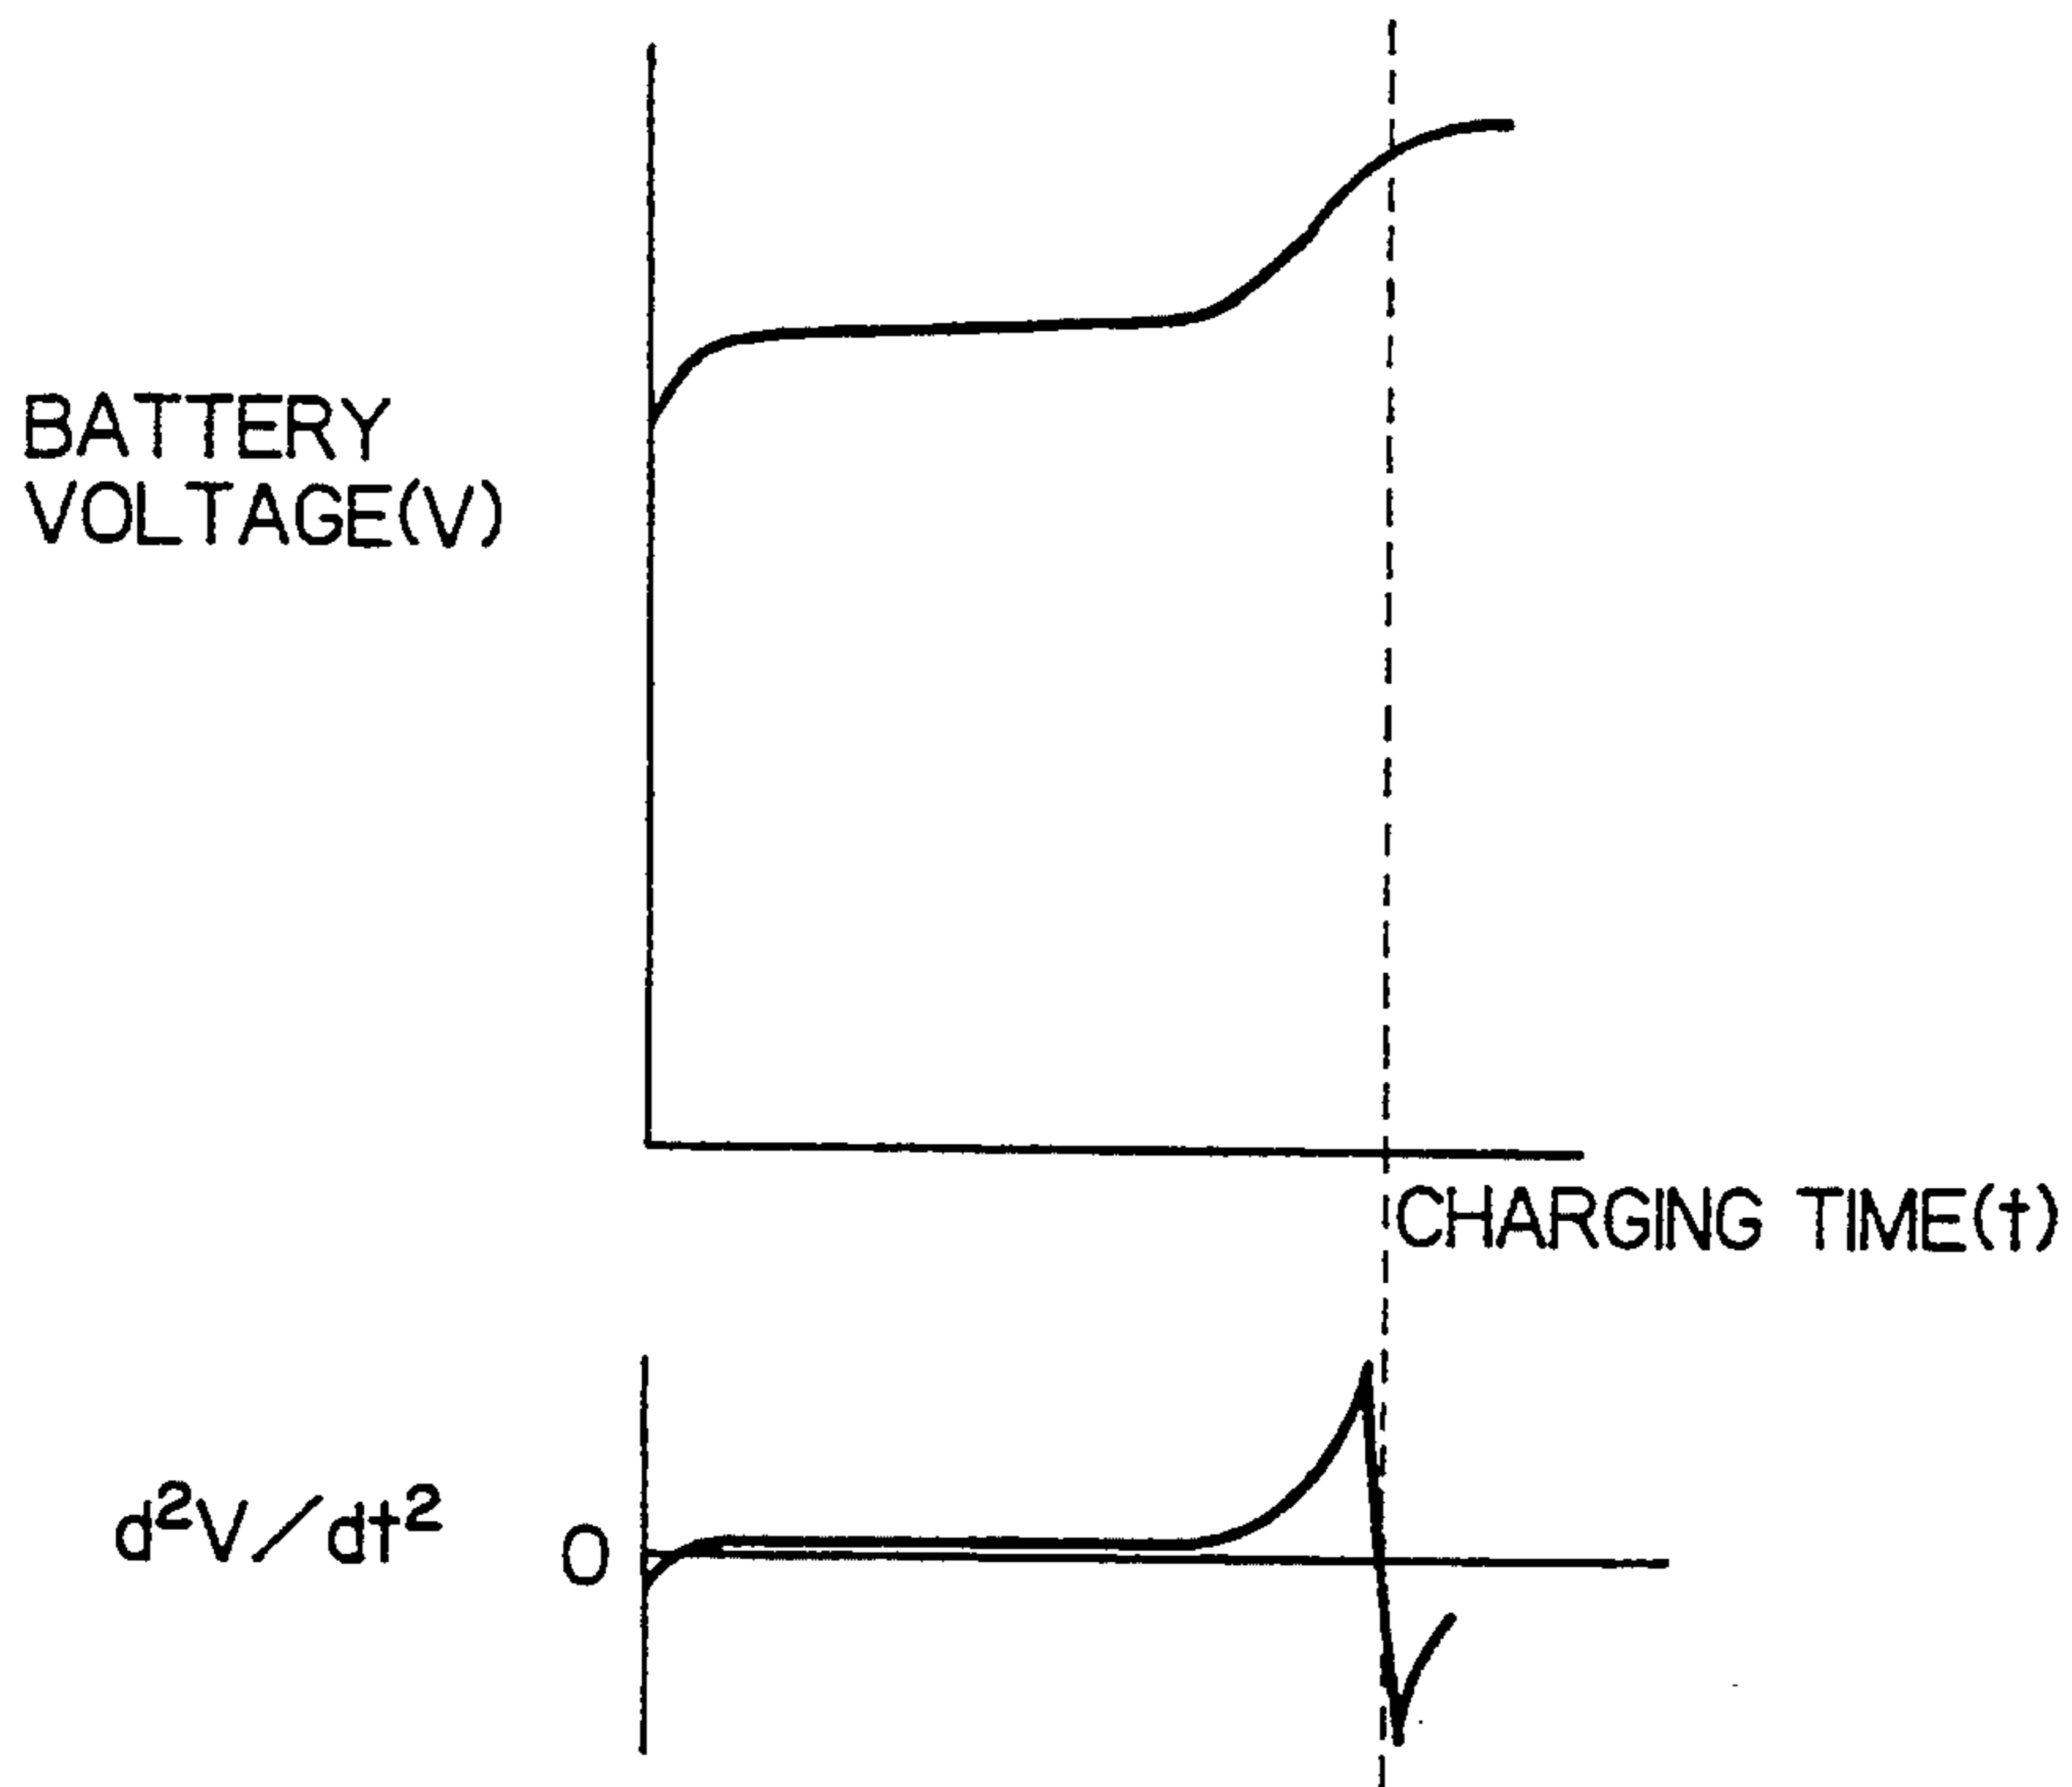 BATTERY
VOLTAGE(V)
CHARGING TIME(t)
d²V/dt²
0